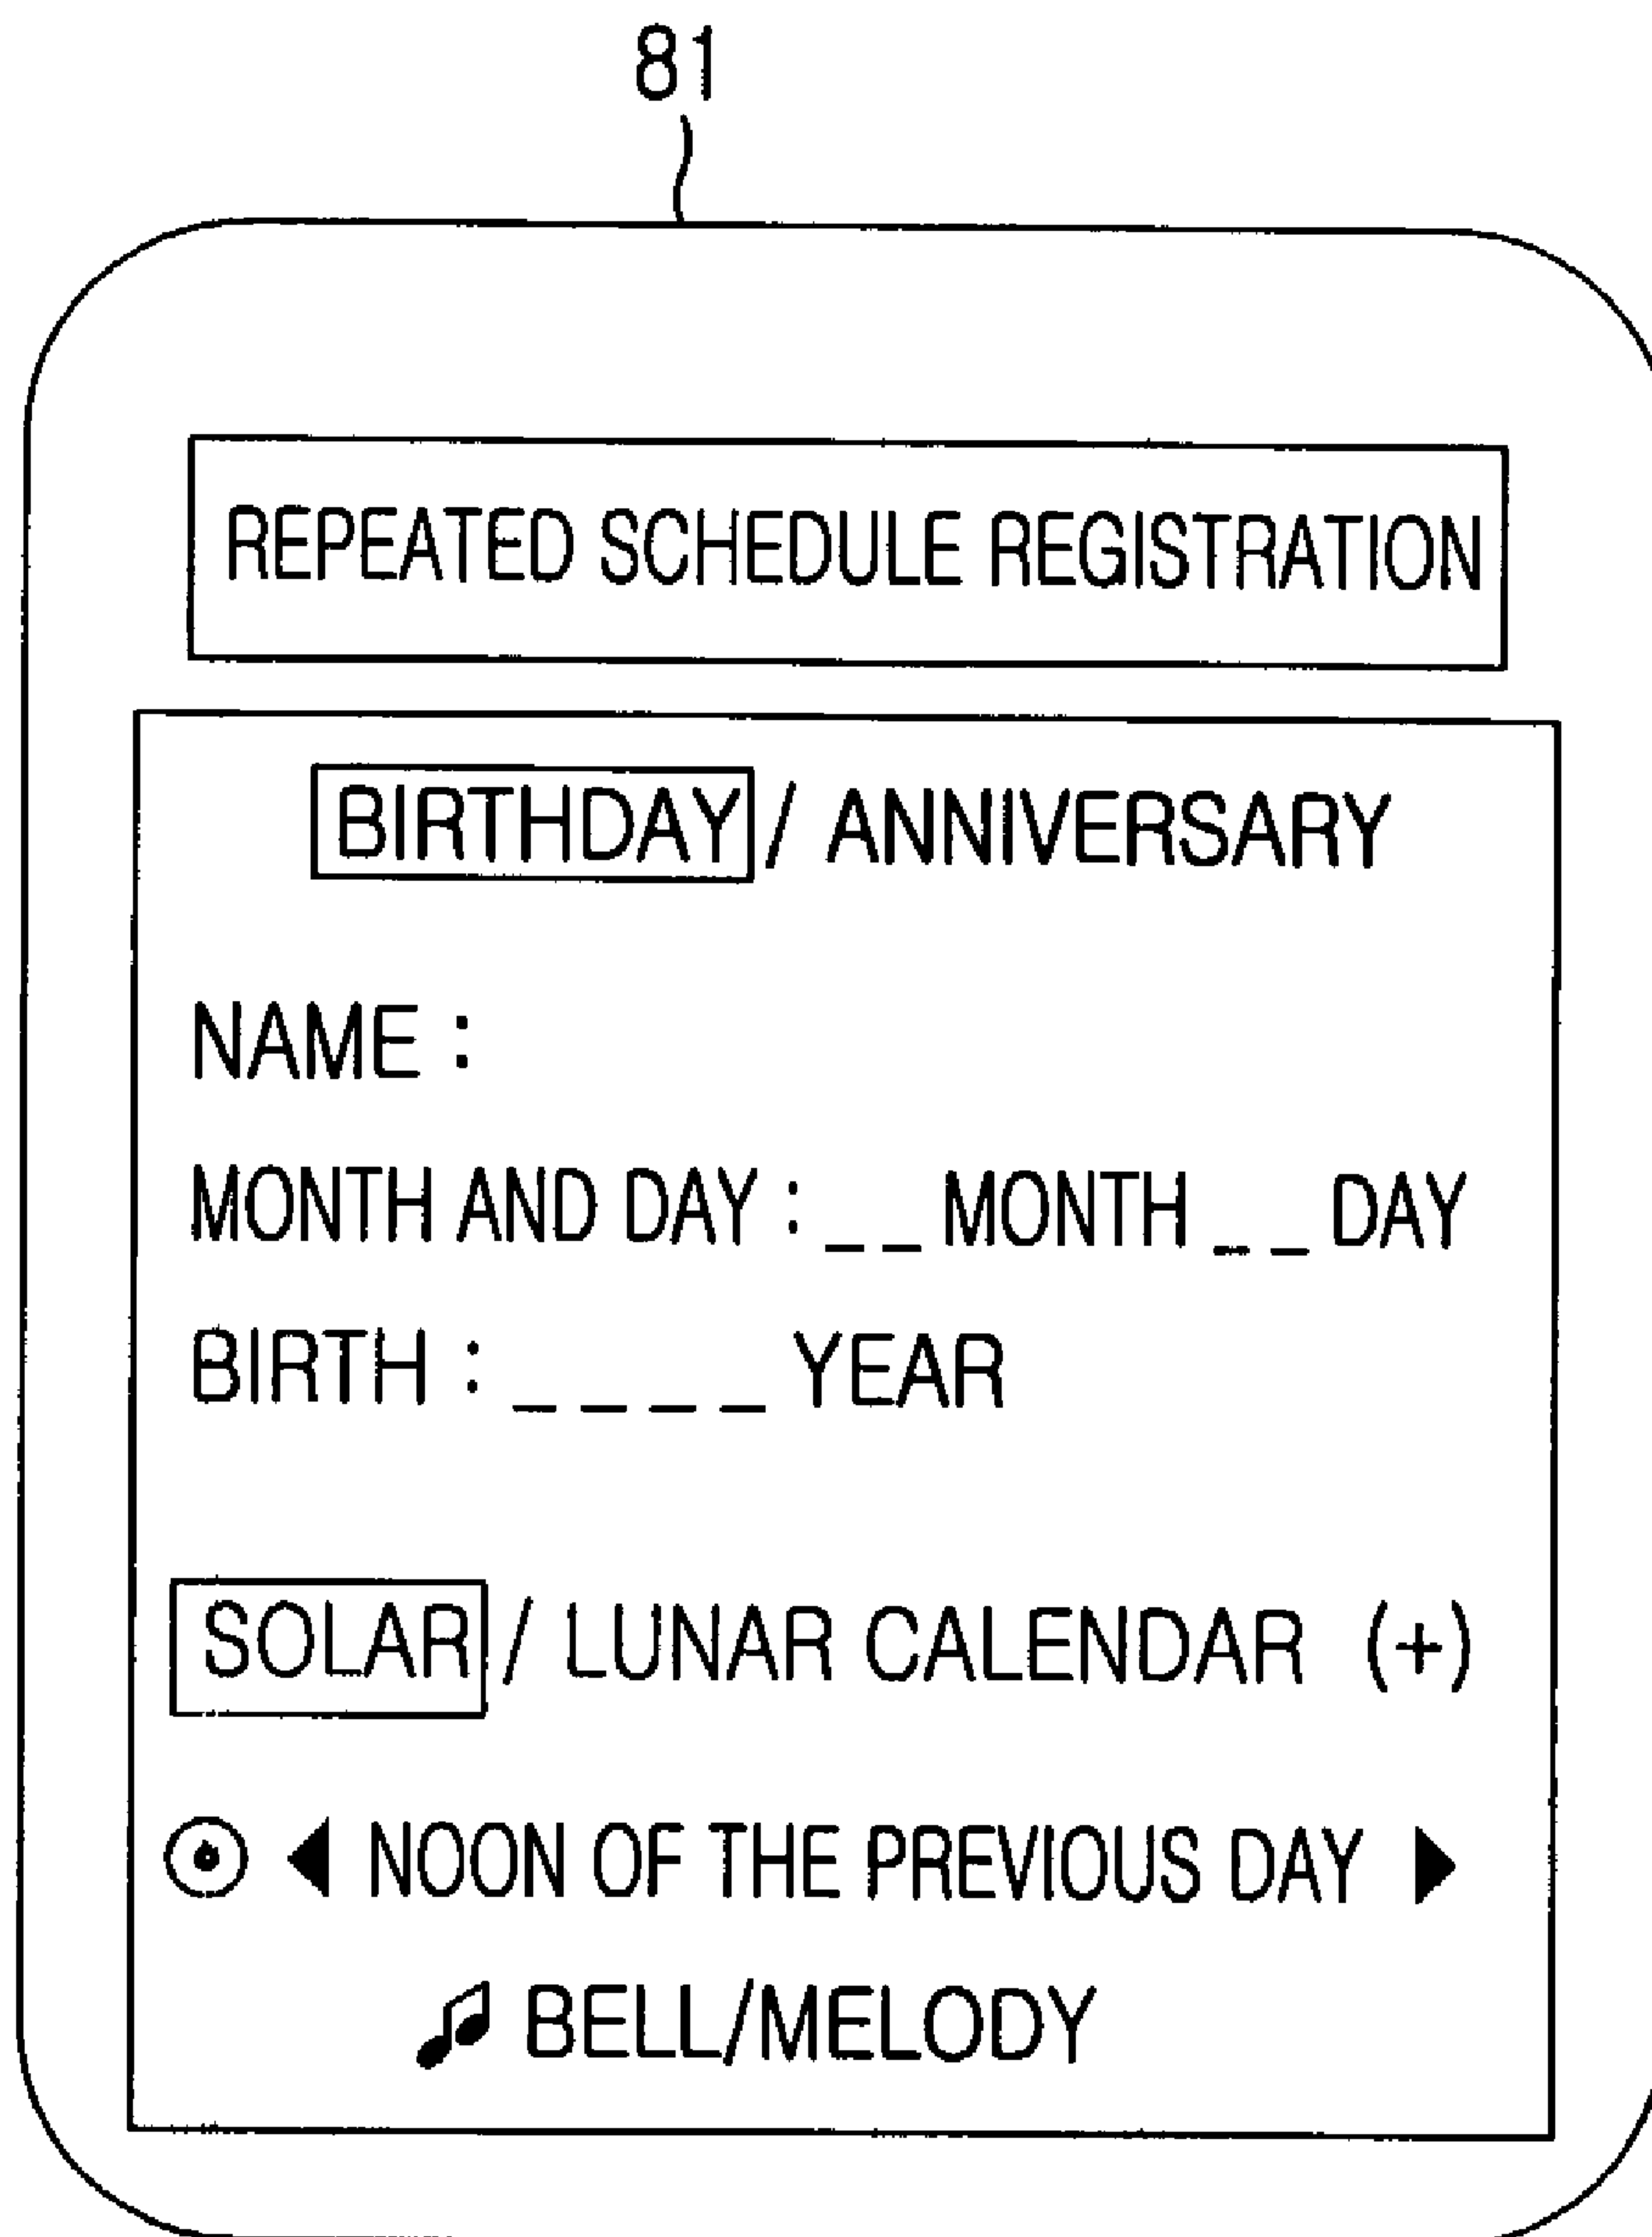 81
REPEATED SCHEDULE REGISTRATION
BIRTHDAY / ANNIVERSARY
NAME :
MONTH AND DAY : _ _ MONTH _ _ DAY
BIRTH : _ _ _ _ YEAR
SOLAR / LUNAR CALENDAR (+)
NOON OF THE PREVIOUS DAY
BELL/MELODY